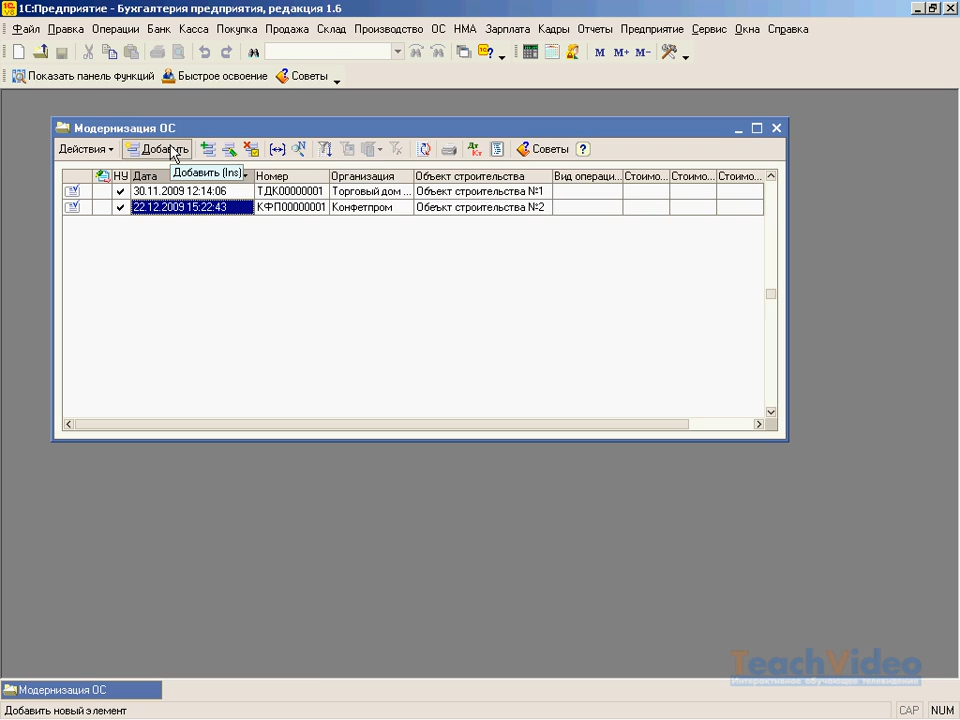 1С:Предприятие - Бухгалтерия предприятия, редакция 1.6
Файл Правка Операции Банк Касса Покупка Продажа Склад Производство ОС НМА Зарплата Кадры Отчеты Предприятие Сервис Окна Справка
M M+ M-
Показать панель функций Быстрое освоение Советы
Модернизация ОС
Действия Добавить Советы
Добавить (Ins)
НУ Дата Номер Организация Объект строительства Вид операци... Стоимо... Стоимо... Стоимо...
30.11.2009 12:14:06 ТДК00000001 Торговый дом ... Объект строительства №1
22.12.2009 15:22:43 КФП00000001 Конфетпром Объект строительства №2
TeachVideo
Интерактивное обучающее телевидение
Модернизация ОС
Добавить новый элемент CAP NUM